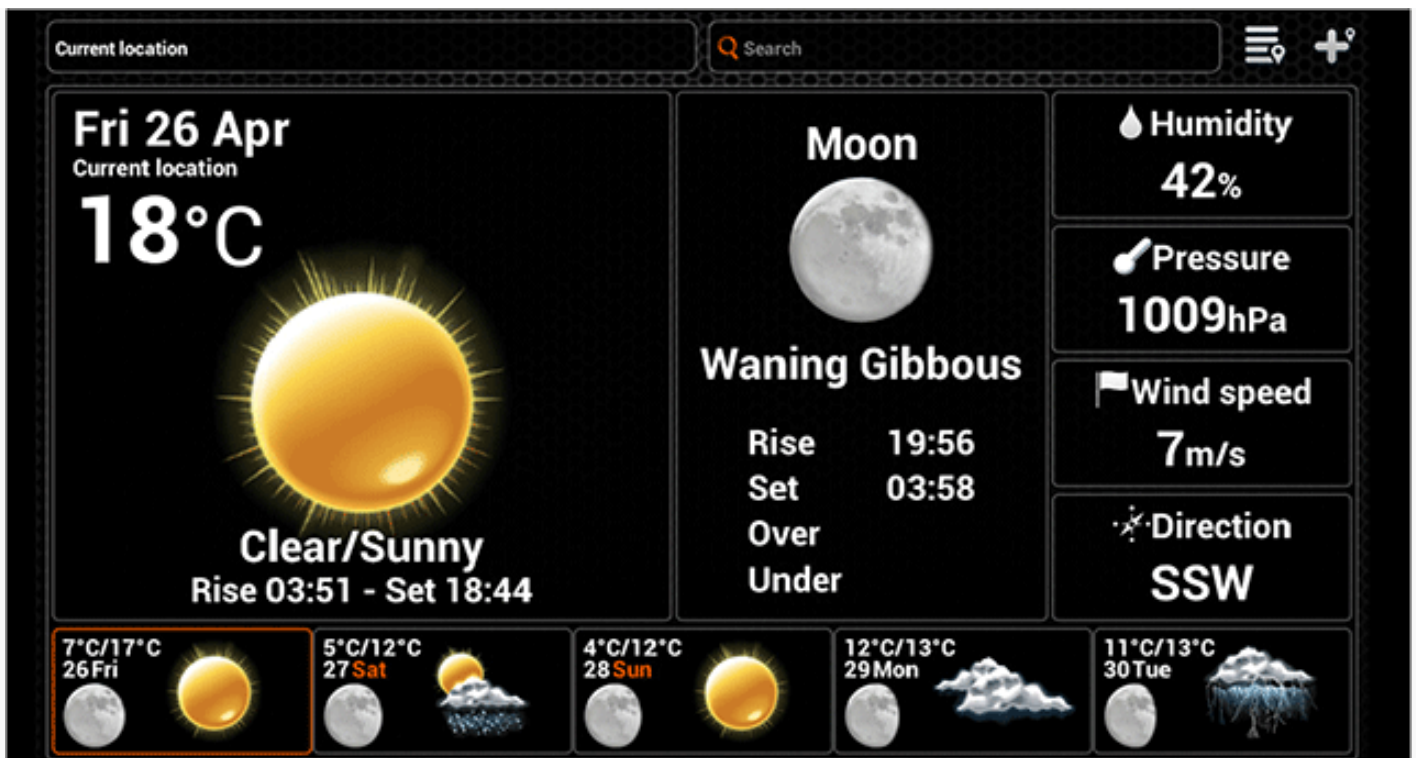 Current location
Search
Fri 26 Apr
Current location
18°C
Clear/Sunny
Rise 03:51 - Set 18:44
Moon
Waning Gibbous
Rise 19:56
Set 03:58
Over
Under
Humidity
42%
Pressure
1009hPa
Wind speed
7m/s
Direction
SSW
7°C/17°C
26 Fri
5°C/12°C
27 Sat
4°C/12°C
28 Sun
12°C/13°C
29 Mon
11°C/13°C
30 Tue